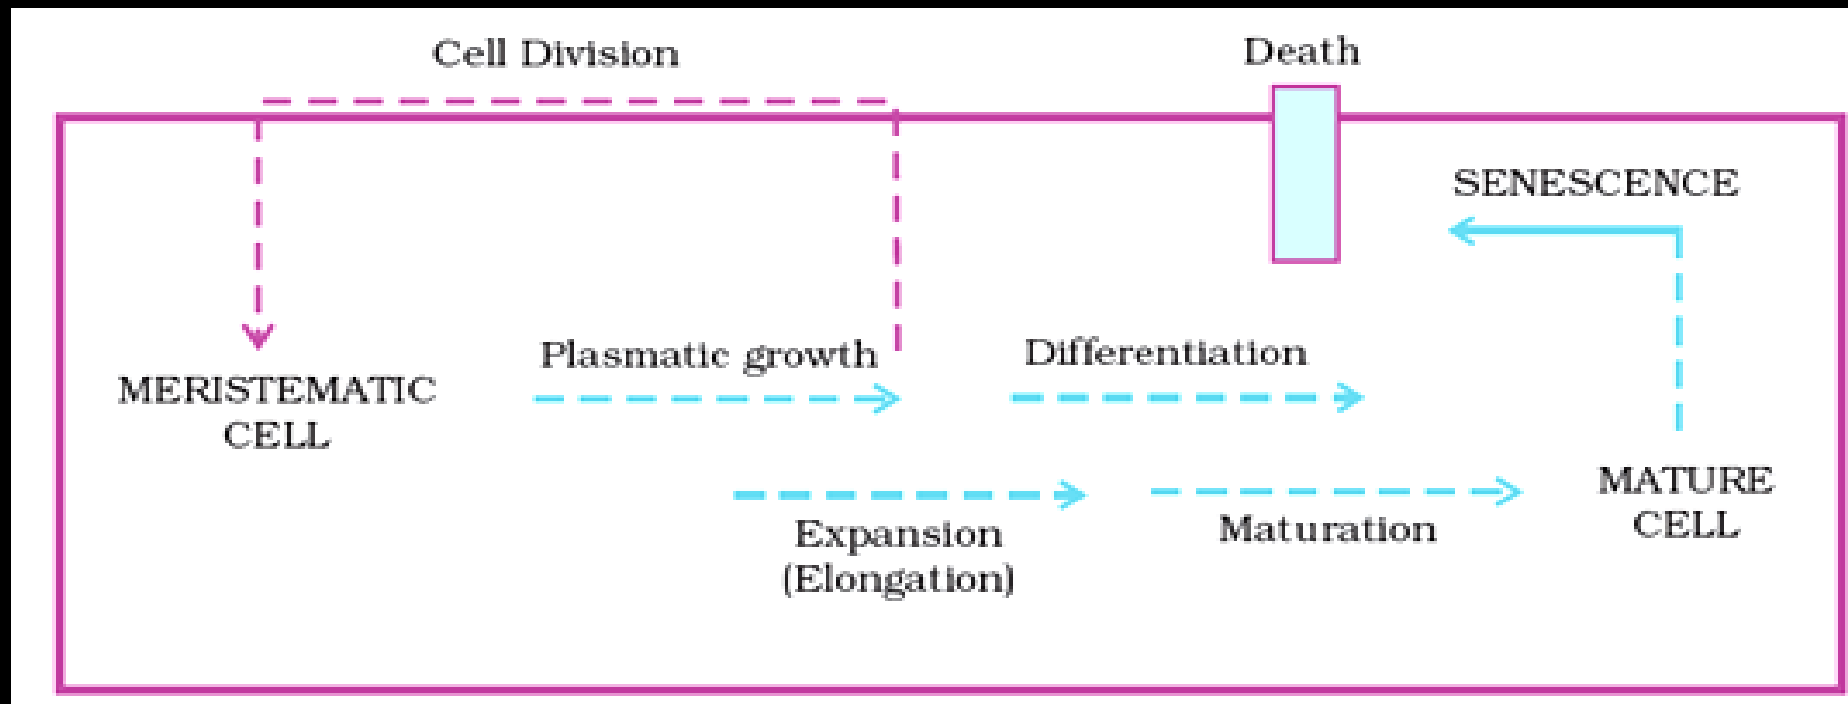 Cell Division
Death
SENESCENCE
Plasmatic growth
Differentiation
MERISTEMATIC
CELL
MATURE
CELL
Expansion
(Elongation)
Maturation